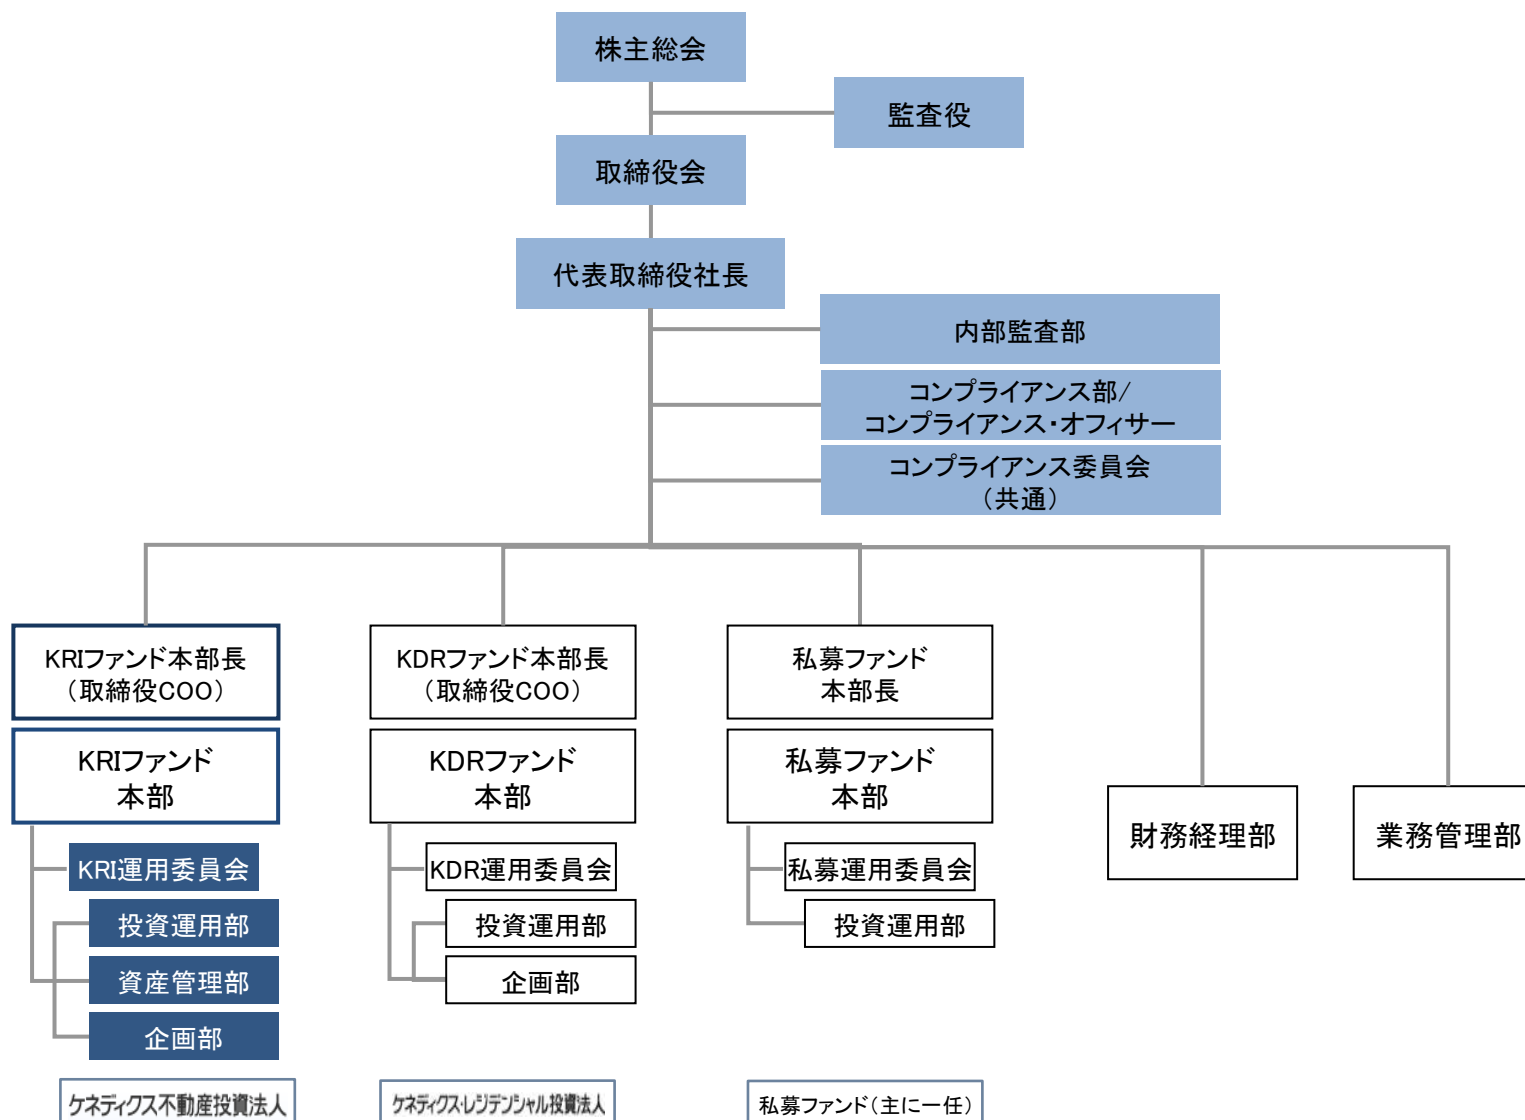 株主総会
監査役
取締役会
代表取締役社長
内部監査部
コンプライアンス部/
コンプライアンス・オフィサー
コンプライアンス委員会
（共通）
KRIファンド本部長
（取締役COO）
KDRファンド本部長
（取締役COO）
私募ファンド
本部長
KRIファンド
本部
KDRファンド
本部
私募ファンド
本部
財務経理部
業務管理部
KRI運用委員会
投資運用部
資産管理部
企画部
KDR運用委員会
投資運用部
企画部
私募運用委員会
投資運用部
ケネディクス不動産投資法人
ケネディクス・レジデンシャル投資法人
私募ファンド（主に一任）